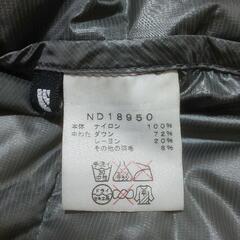 ND18950
本体 ナイロン 100%
中わた ダウン 72%
レーヨン 20%
その他の羽毛 8%